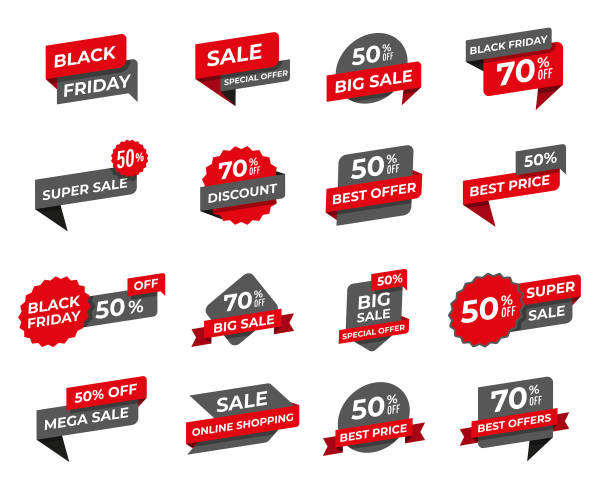 BLACK
FRIDAY
SALE
SPECIAL OFFER
50% OFF
BIG SALE
BLACK FRIDAY
70% OFF
50%
SUPER SALE
70% OFF
DISCOUNT
50% OFF
BEST OFFER
50%
BEST PRICE
BLACK
FRIDAY
OFF
50%
70% OFF
BIG SALE
50%
BIG
SALE
SPECIAL OFFER
50% OFF
SUPER
SALE
50% OFF
MEGA SALE
SALE
ONLINE SHOPPING
50% OFF
BEST PRICE
70% OFF
BEST OFFERS